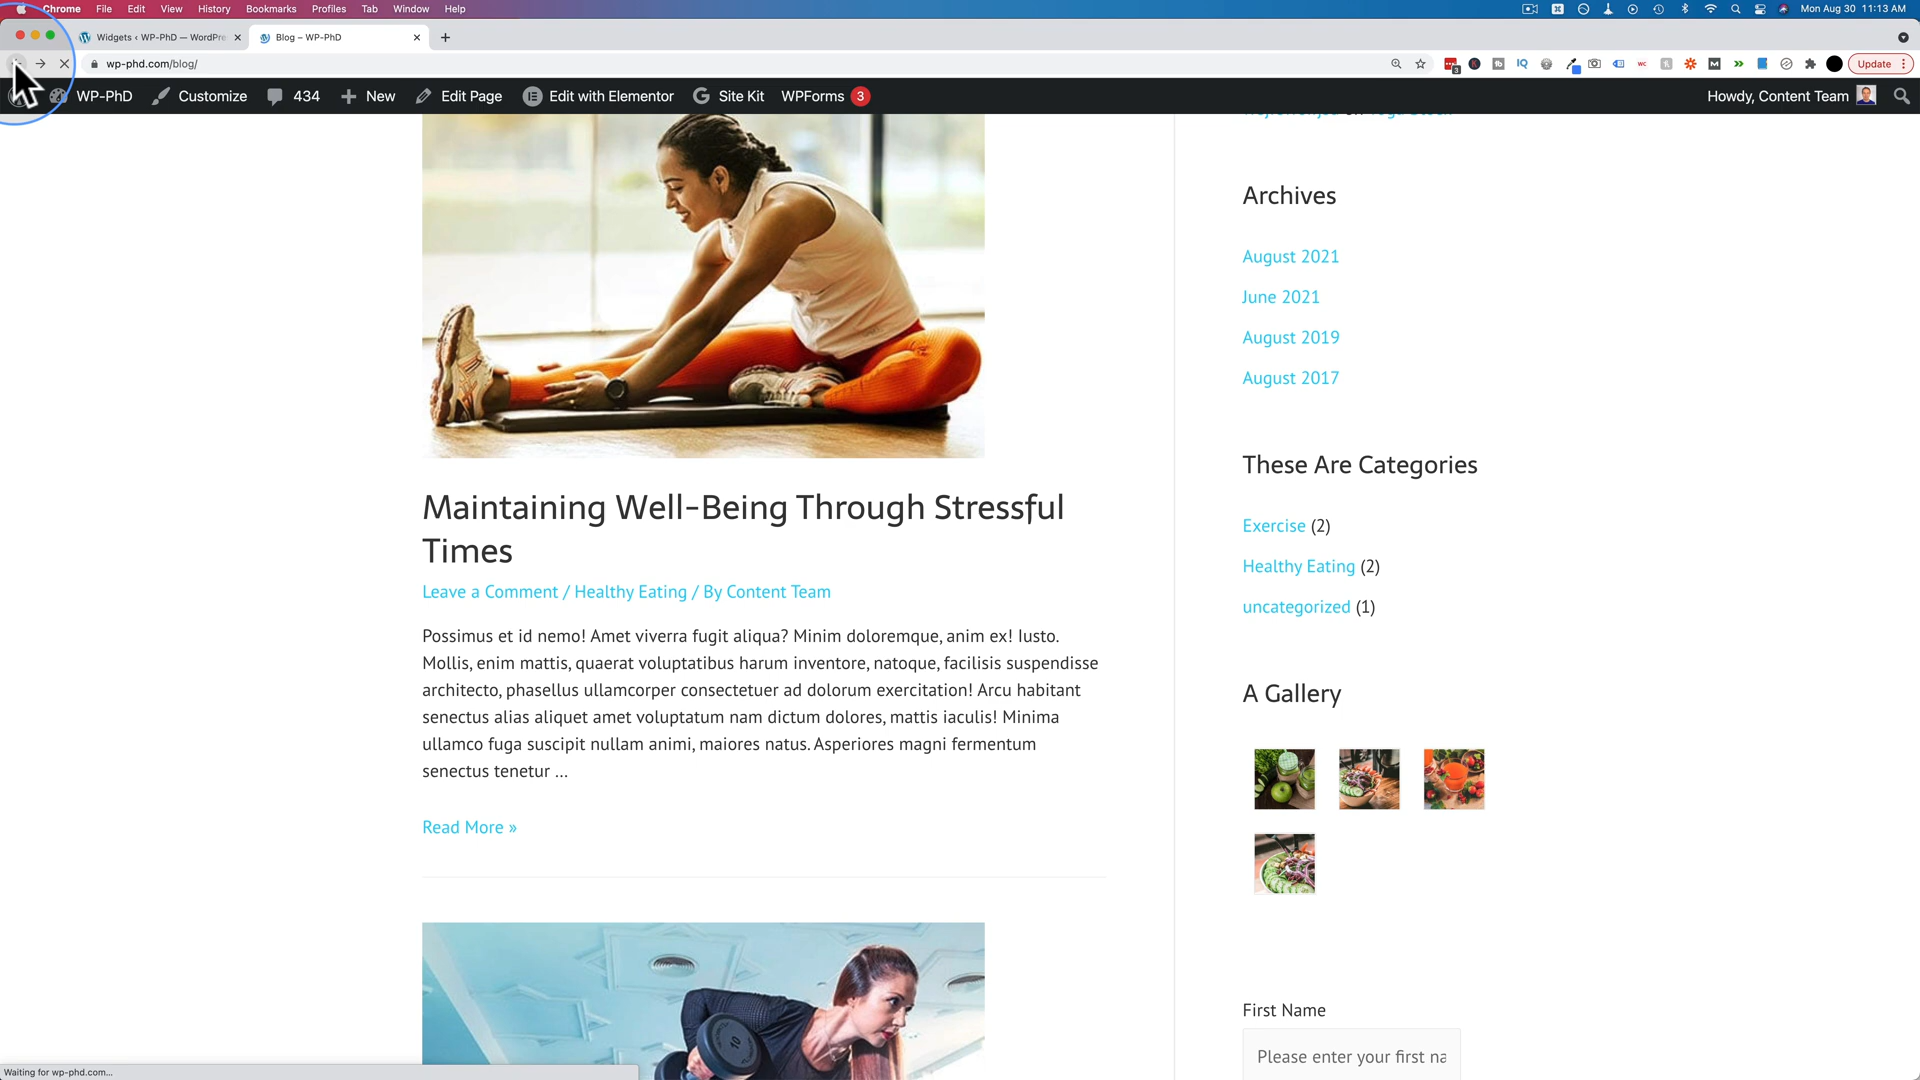 Chrome File Edit View History Bookmarks Profiles Tab Window Help Mon Aug 30 11:13 AM
Widgets ‹ WP-PhD — WordPre Blog – WP-PhD
wp-phd.com/blog/ Update
WP-PhD Customize 434 New Edit Page Edit with Elementor Site Kit WPForms 3 Howdy, Content Team
Archives
August 2021
June 2021
August 2019
August 2017
These Are Categories
Exercise (2)
Healthy Eating (2)
uncategorized (1)
A Gallery
First Name
Please enter your first na
Maintaining Well-Being Through Stressful
Times
Leave a Comment / Healthy Eating / By Content Team
Possimus et id nemo! Amet viverra fugit aliqua? Minim doloremque, anim ex! Iusto.
Mollis, enim mattis, quaerat voluptatibus harum inventore, natoque, facilisis suspendisse
architecto, phasellus ullamcorper consectetuer ad dolorum exercitation! Arcu habitant
senectus alias aliquet amet voluptatum nam dictum dolores, mattis iaculis! Minima
ullamco fuga suscipit nullam animi, maiores natus. Asperiores magni fermentum
senectus tenetur ...
Read More »
10
Waiting for wp-phd.com...